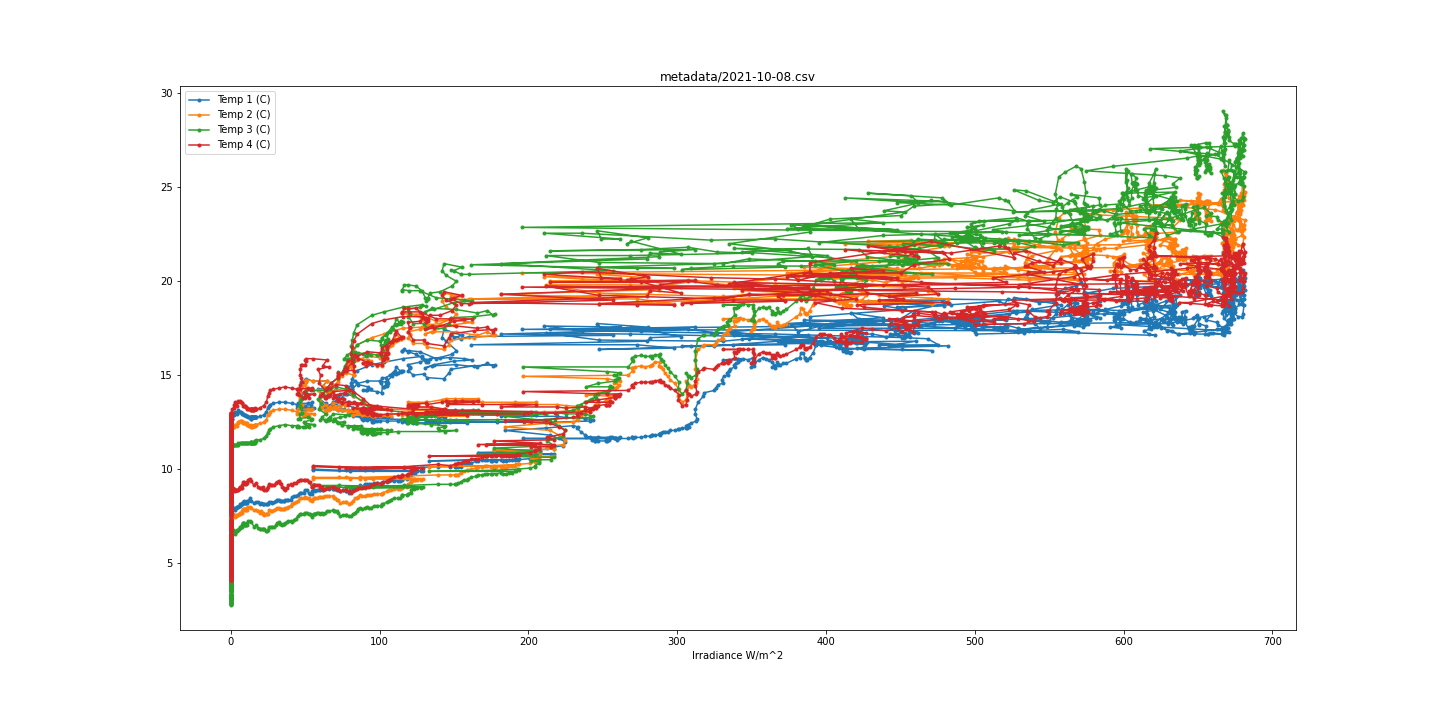 metadata/2021-10-08.csv
Temp 1 (C)
Temp 2 (C)
Temp 3 (C)
Temp 4 (C)
30
25
20
15
10
5
0 100 200 300 400 500 600 700
Irradiance W/m^2